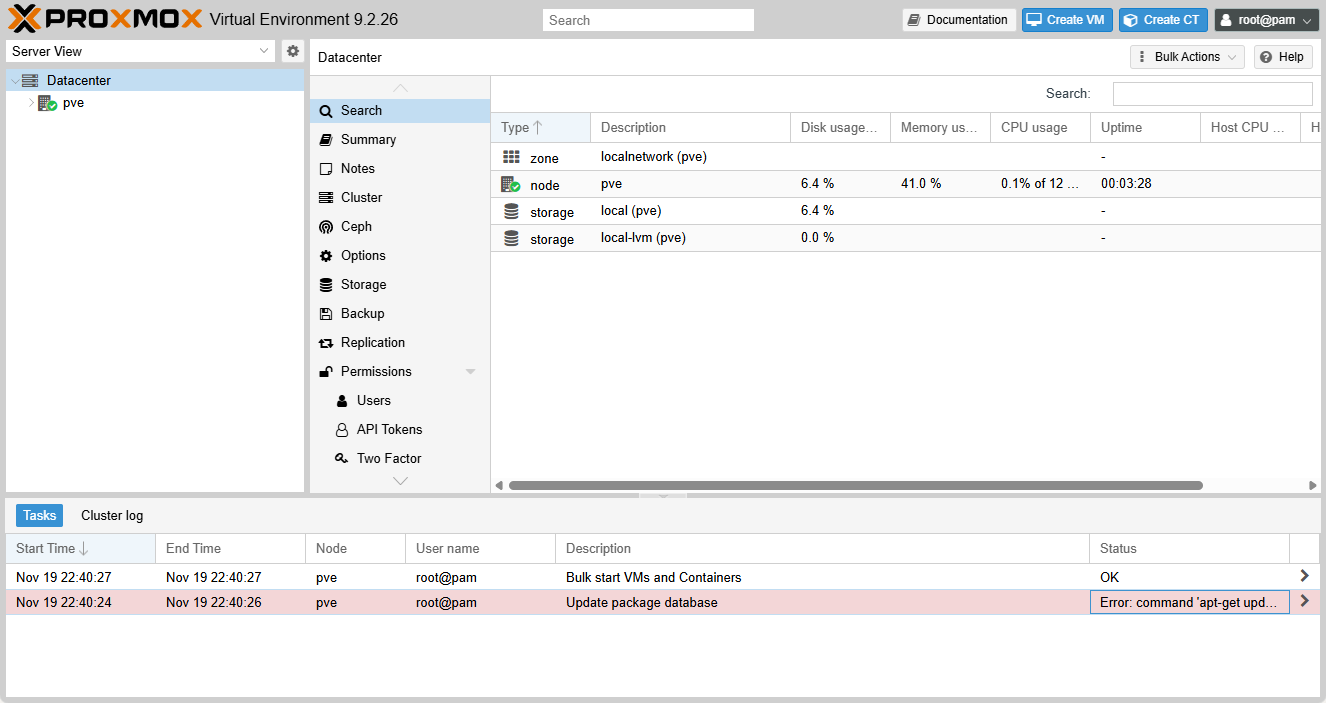 PROXMOX Virtual Environment 9.2.26 Search Documentation Create VM Create CT root@pam
Server View
Datacenter
pve
Datacenter Bulk Actions Help
Search
Summary
Notes
Cluster
Ceph
Options
Storage
Backup
Replication
Permissions
Users
API Tokens
Two Factor
Search:
Type Description Disk usage... Memory us... CPU usage Uptime Host CPU ... H
zone localnetwork (pve) -
node pve 6.4 % 41.0 % 0.1% of 12 ... 00:03:28
storage local (pve) 6.4 % -
storage local-lvm (pve) 0.0 % -
Tasks Cluster log
Start Time End Time Node User name Description Status
Nov 19 22:40:27 Nov 19 22:40:27 pve root@pam Bulk start VMs and Containers OK
Nov 19 22:40:24 Nov 19 22:40:26 pve root@pam Update package database Error: command 'apt-get upd...